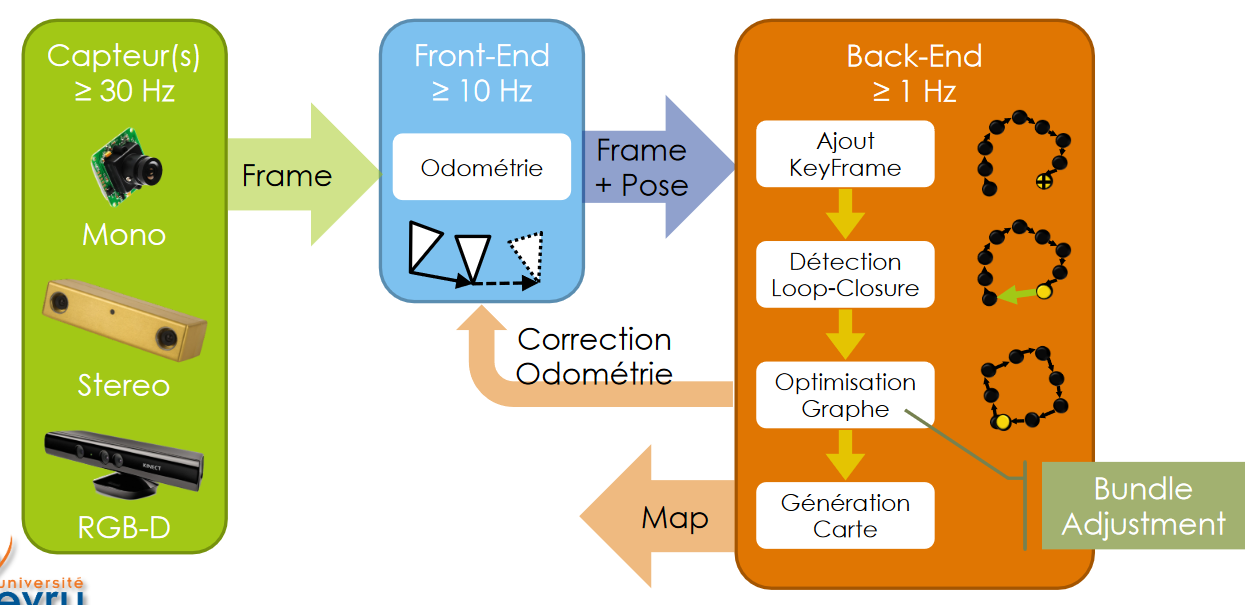 Capteur(s)
≥ 30 Hz
Mono
Stereo
KINECT
RGB-D
Frame
Front-End
≥ 10 Hz
Odométrie
Frame
+ Pose
Correction
Odométrie
Back-End
≥ 1 Hz
Ajout
KeyFrame
Détection
Loop-Closure
Optimisation
Graphe
Génération
Carte
Bundle
Adjustment
Map
université
evry